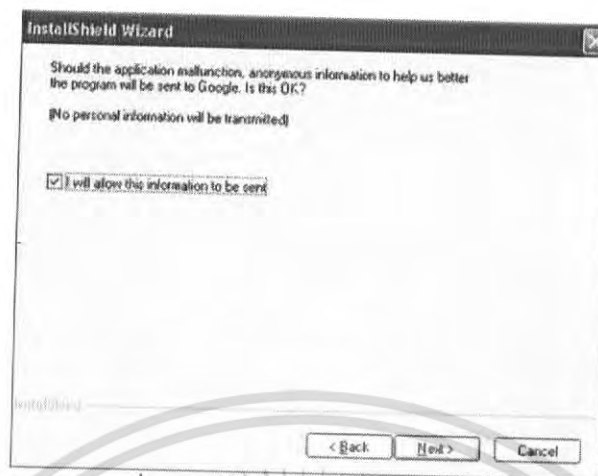 InstallShield Wizard
Should the application malfunction, anonymous information to help us better
the program will be sent to Google. Is this OK?
(No personal information will be transmitted)
I will allow this information to be sent
InstallShield
< Back
Next >
Cancel